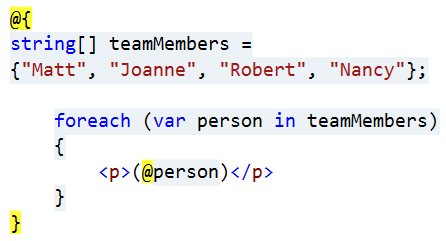 @{
string[] teamMembers =
{"Matt", "Joanne", "Robert", "Nancy"};
foreach (var person in teamMembers)
{
<p>(@person)</p>
}
}